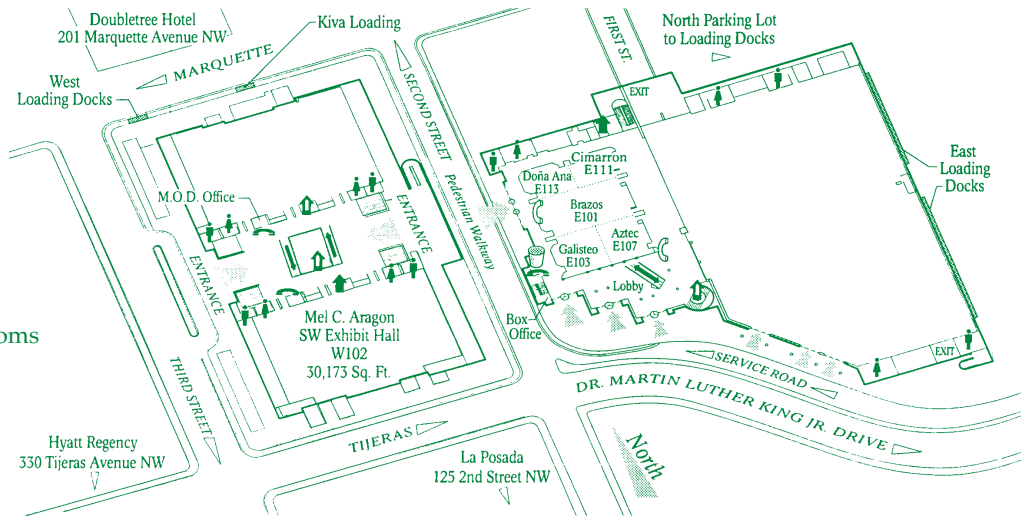 Doubletree Hotel
201 Marquette Avenue NW
Kiva Loading
North Parking Lot
to Loading Docks
FIRST ST.
MARQUETTE
West
Loading Docks
SECOND STREET
EXIT
East
Loading
Docks
Cimarron
E111
Doña Ana
E113
Pedestrian Walkway
M.O.D. Office
ENTRANCE
Brazos
E101
Aztec
E107
Galisteo
E103
ENTRANCE
Lobby
Box
Office
Mel C. Aragon
SW Exhibit Hall
W102
30,173 Sq. Ft.
oms
EXIT
SERVICE ROAD
THIRD STREET
DR. MARTIN LUTHER KING JR. DRIVE
TIJERAS
Hyatt Regency
330 Tijeras Avenue NW
La Posada
125 2nd Street NW
North